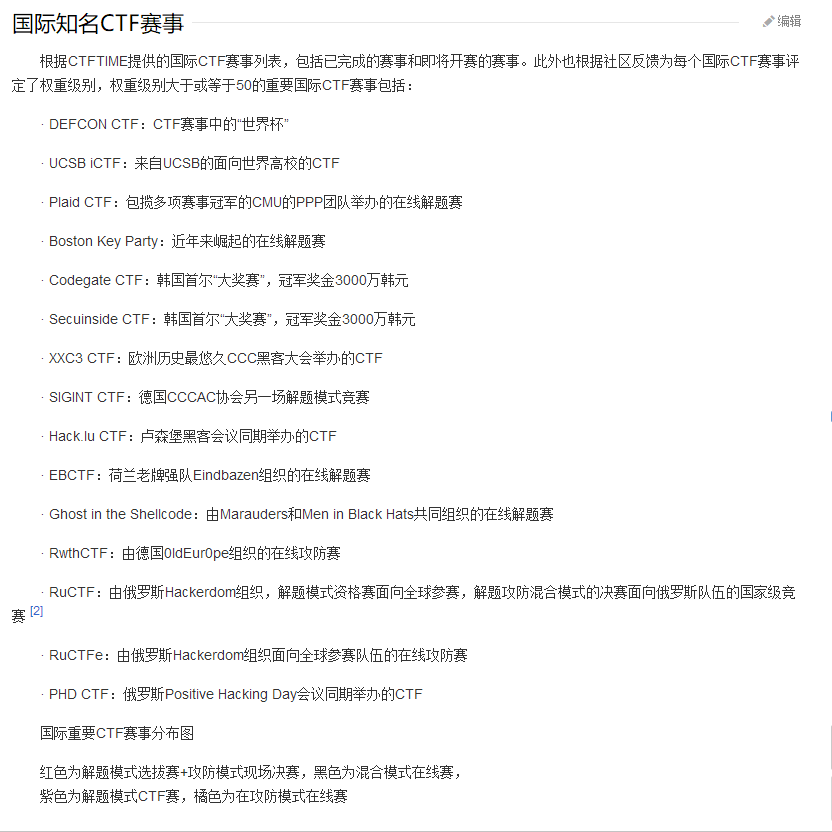 国际知名CTF赛事
编辑
根据CTFTIME提供的国际CTF赛事列表，包括已完成的赛事和即将开赛的赛事。此外也根据社区反馈为每个国际CTF赛事评
定了权重级别，权重级别大于或等于50的重要国际CTF赛事包括：
· DEFCON CTF：CTF赛事中的“世界杯”
· UCSB iCTF：来自UCSB的面向世界高校的CTF
· Plaid CTF：包揽多项赛事冠军的CMU的PPP团队举办的在线解题赛
· Boston Key Party：近年来崛起的在线解题赛
· Codegate CTF：韩国首尔“大奖赛”，冠军奖金3000万韩元
· Secuinside CTF：韩国首尔“大奖赛”，冠军奖金3000万韩元
· XXC3 CTF：欧洲历史最悠久CCC黑客大会举办的CTF
· SIGINT CTF：德国CCCAC协会另一场解题模式竞赛
· Hack.lu CTF：卢森堡黑客会议同期举办的CTF
· EBCTF：荷兰老牌强队Eindbazen组织的在线解题赛
· Ghost in the Shellcode：由Marauders和Men in Black Hats共同组织的在线解题赛
· RwthCTF：由德国0ldEur0pe组织的在线攻防赛
· RuCTF：由俄罗斯Hackerdom组织，解题模式资格赛面向全球参赛，解题攻防混合模式的决赛面向俄罗斯队伍的国家级竞
赛 [2]
· RuCTFe：由俄罗斯Hackerdom组织面向全球参赛队伍的在线攻防赛
· PHD CTF：俄罗斯Positive Hacking Day会议同期举办的CTF
国际重要CTF赛事分布图
红色为解题模式选拔赛+攻防模式现场决赛，黑色为混合模式在线赛，
紫色为解题模式CTF赛，橘色为在攻防模式在线赛